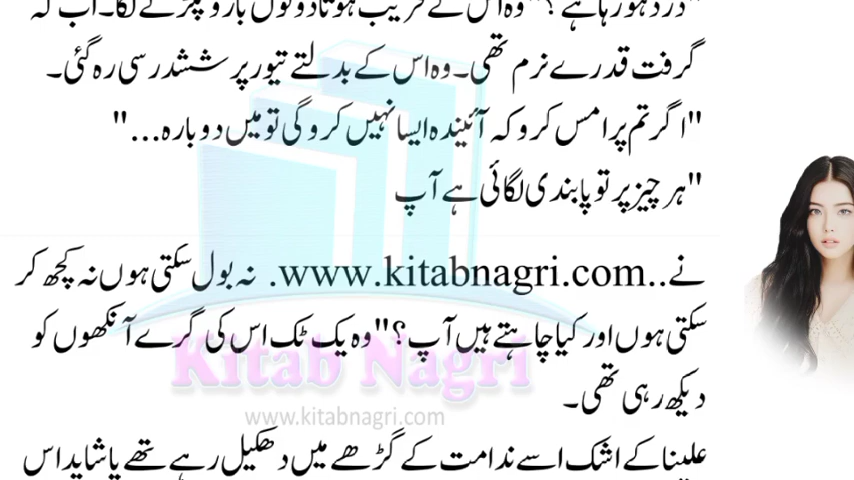 "درد ہو رہا ہے ؟" وہ اس کے قریب ہوتا دونوں بازو پکڑنے لگا۔ اب کہ
گرفت قدرے نرم تھی۔ وہ اس کے بدلتے تیور پر ششدر سی رہ گئی۔
"اگر تم پرامس کرو کہ آئیندہ ایسا نہیں کرو گی تو میں دوبارہ..."
"ہر چیز پر تو پابندی لگائی ہے آپ
نے..www.kitabnagri.com. نہ بول سکتی ہوں نہ کچھ کر
سکتی ہوں اور کیا چاہتے ہیں آپ ؟" وہ یک ٹک اس کی گرے آنکھوں کو
دیکھ رہی تھی۔
Kitab Nagri
www.kitabnagri.com
علینا کے اشک اسے ندامت کے گڑھے میں دھکیل رہے تھے یا شاید اس